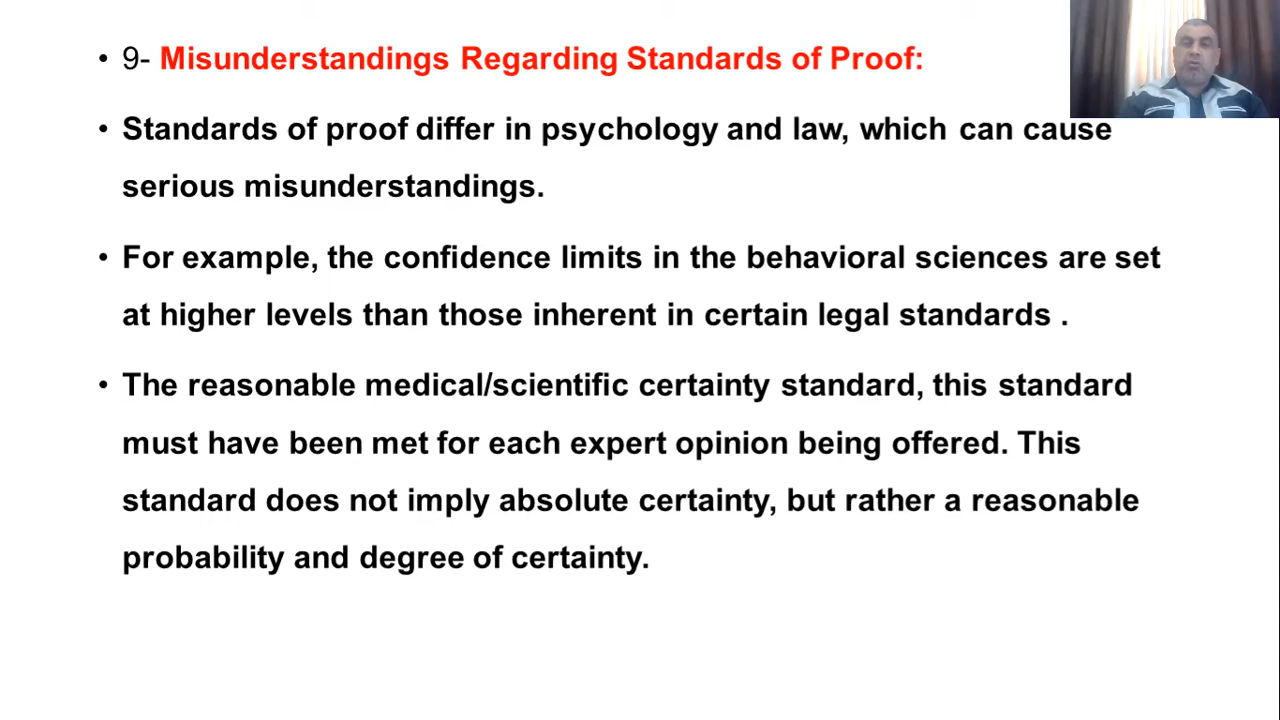 • 9- Misunderstandings Regarding Standards of Proof:
• Standards of proof differ in psychology and law, which can cause
serious misunderstandings.
• For example, the confidence limits in the behavioral sciences are set
at higher levels than those inherent in certain legal standards .
• The reasonable medical/scientific certainty standard, this standard
must have been met for each expert opinion being offered. This
standard does not imply absolute certainty, but rather a reasonable
probability and degree of certainty.